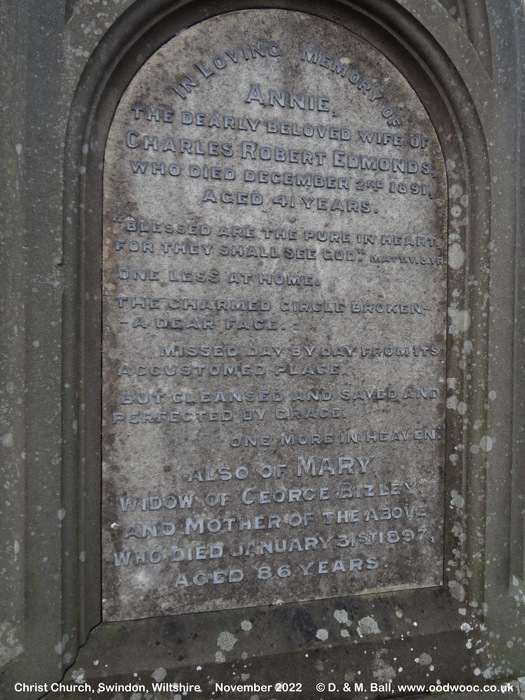 IN LOVING MEMORY OF
ANNIE,
THE DEARLY BELOVED WIFE OF
CHARLES ROBERT EDMONDS,
WHO DIED DECEMBER 2ND 1891,
AGED 41 YEARS.
"BLESSED ARE THE PURE IN HEART,
FOR THEY SHALL SEE GOD". MATT. V. 8. VR
ONE LESS AT HOME.
THE CHARMED CIRCLE BROKEN-
-A DEAR FACE.
MISSED DAY BY DAY FROM ITS
ACCUSTOMED PLACE.
BUT CLEANSED AND SAVED AND
PERFECTED BY GRACE.
ONE MORE IN HEAVEN.
ALSO OF MARY
WIDOW OF GEORGE BIZLEY,
AND MOTHER OF THE ABOVE
WHO DIED JANUARY 31ST 1897,
AGED 86 YEARS.
Christ Church, Swindon, Wiltshire November 2022 © D. & M. Ball, www.oodwooc.co.uk